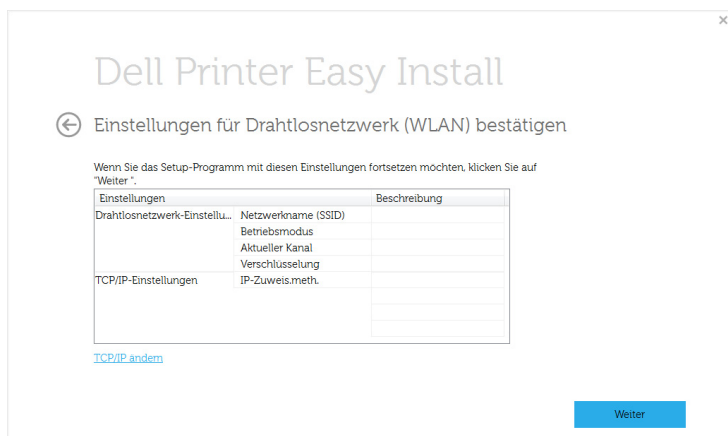 Dell Printer Easy Install
Einstellungen für Drahtlosnetzwerk (WLAN) bestätigen
Wenn Sie das Setup-Programm mit diesen Einstellungen fortsetzen möchten, klicken Sie auf
"Weiter ".
Einstellungen Beschreibung
Drahtlosnetzwerk-Einstellu... Netzwerkname (SSID)
Betriebsmodus
Aktueller Kanal
Verschlüsselung
TCP/IP-Einstellungen IP-Zuweis.meth.
TCP/IP ändern
Weiter